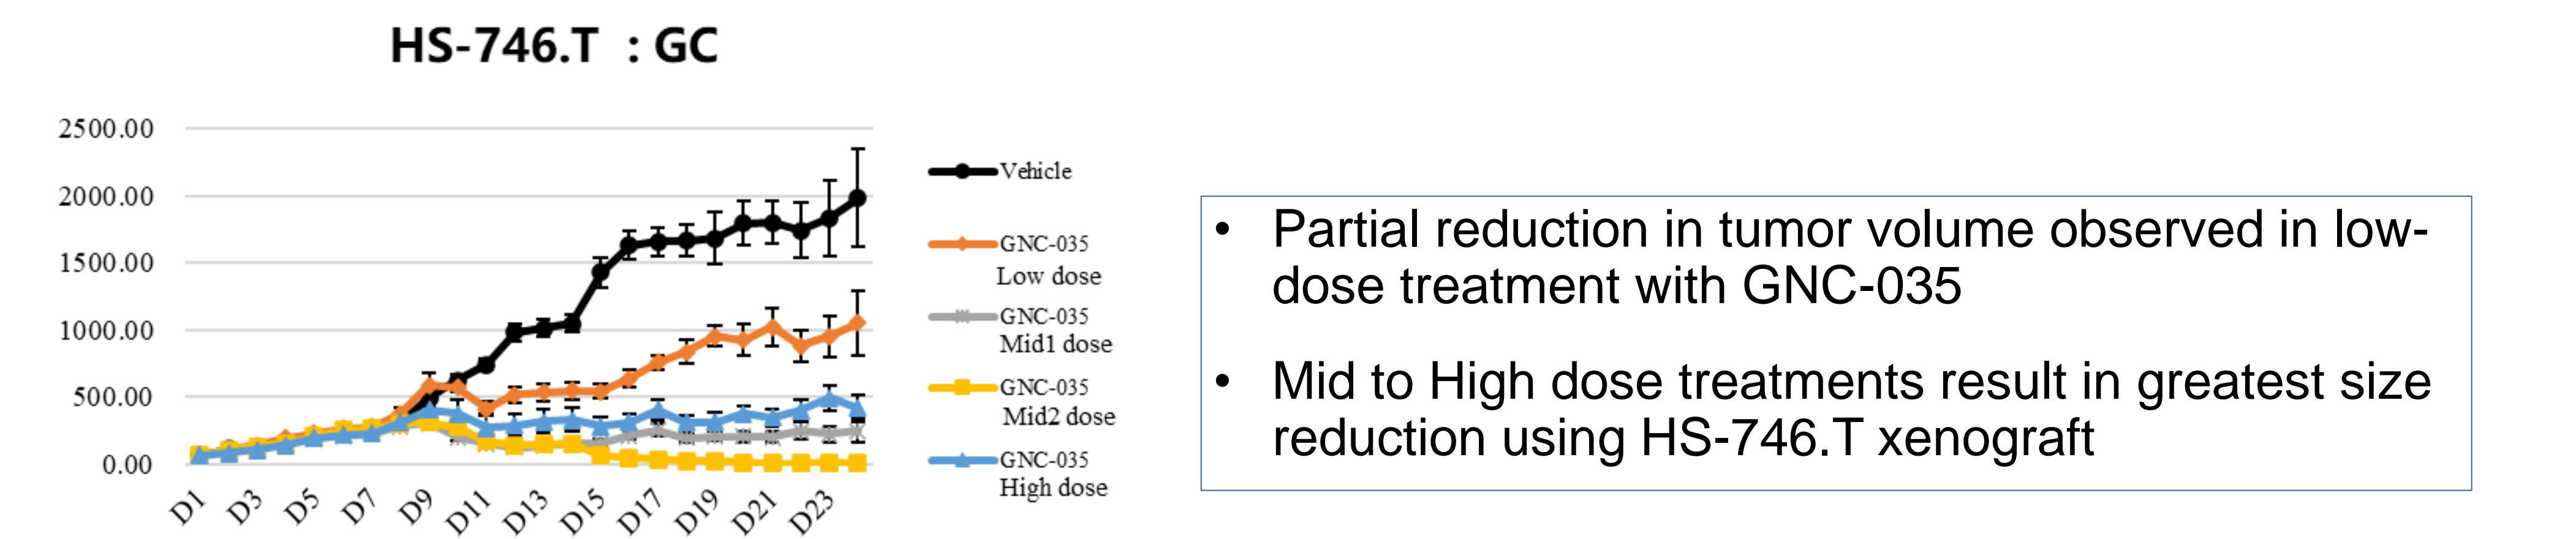 HS-746.T : GC
2500.00
2000.00
1500.00
1000.00
500.00
0.00
D1
D3
D5
D7
D9
D11
D13
D15
D17
D19
D21
D23
Vehicle
GNC-035
Low dose
GNC-035
Mid1 dose
GNC-035
Mid2 dose
GNC-035
High dose
• Partial reduction in tumor volume observed in low-
dose treatment with GNC-035
• Mid to High dose treatments result in greatest size
reduction using HS-746.T xenograft